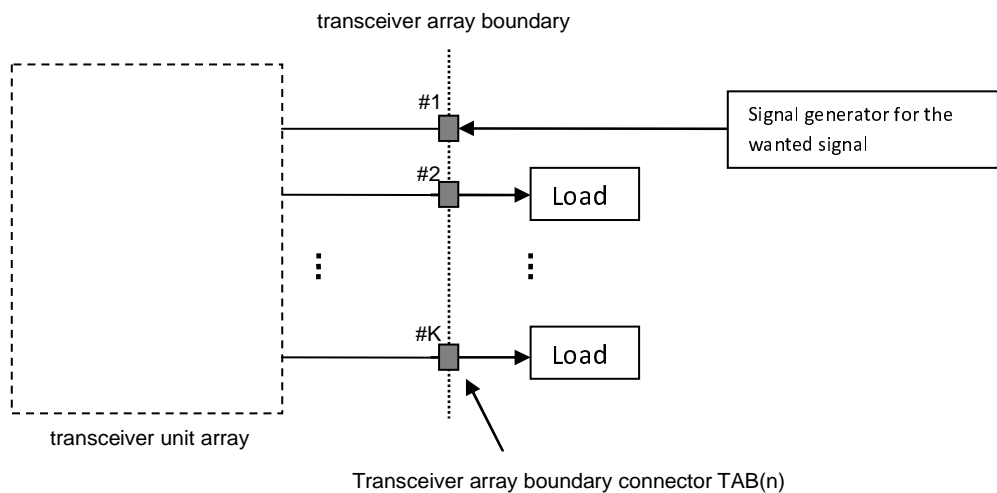 transceiver array boundary
#1
Signal generator for the
wanted signal
#2
Load
#K
Load
transceiver unit array
Transceiver array boundary connector TAB(n)